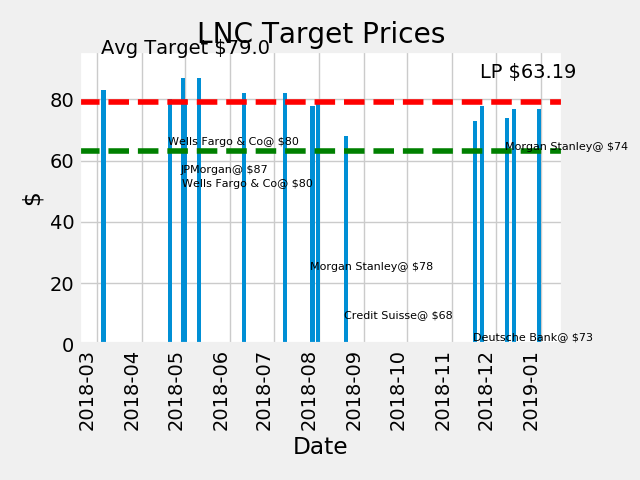 LNC Target Prices
Avg Target $79.0
LP $63.19
80
60
40
20
0
$
Wells Fargo & Co@ $80
Morgan Stanley@ $74
JPMorgan@ $87
Wells Fargo & Co@ $80
Morgan Stanley@ $78
Credit Suisse@ $68
Deutsche Bank@ $73
2018-03
2018-04
2018-05
2018-06
2018-07
2018-08
2018-09
2018-10
2018-11
2018-12
2019-01
Date